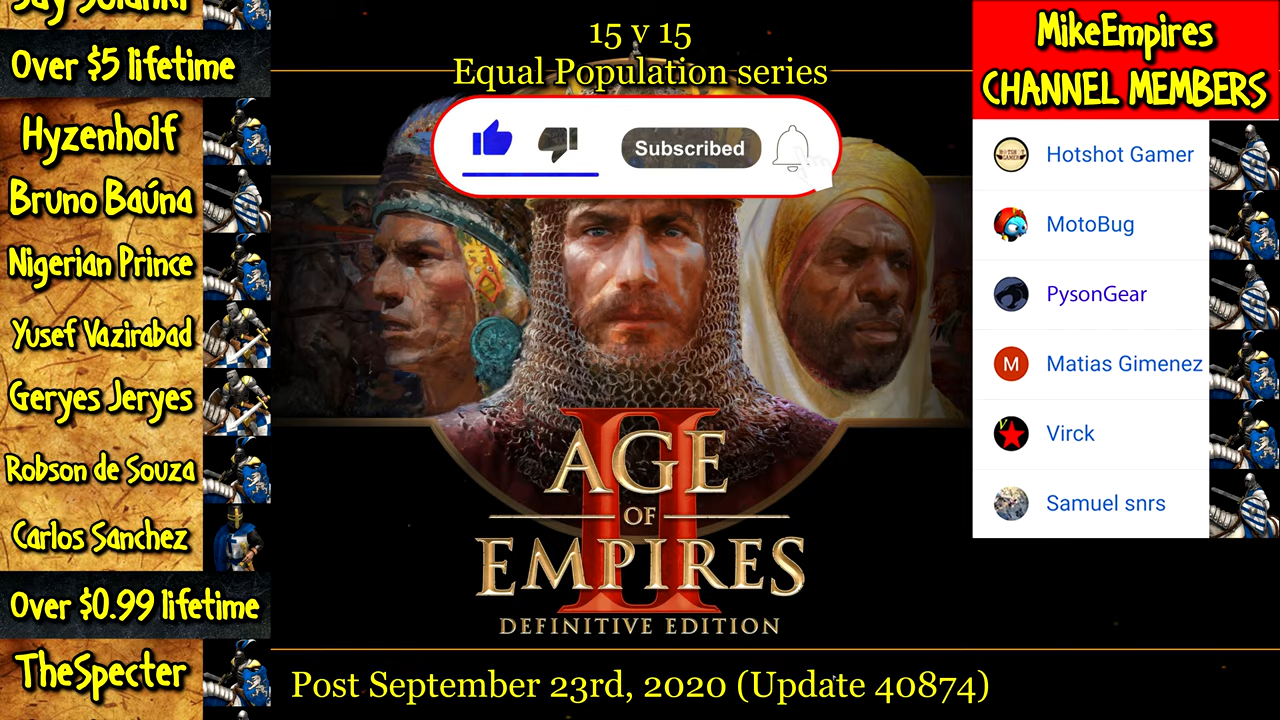 Jay Solanki
Over $5 lifetime
Hyzenholf
Bruno Baúna
Nigerian Prince
Yusef Vazirabad
Geryes Jeryes
Robson de Souza
Carlos Sanchez
Over $0.99 lifetime
TheSpecter
15 v 15
Equal Population series
Subscribed
AGE
OF
EMPIRES
II
DEFINITIVE EDITION
Post September 23rd, 2020 (Update 40874)
MikeEmpires
CHANNEL MEMBERS
Hotshot Gamer
MotoBug
PysonGear
M
Matias Gimenez
Virck
Samuel snrs